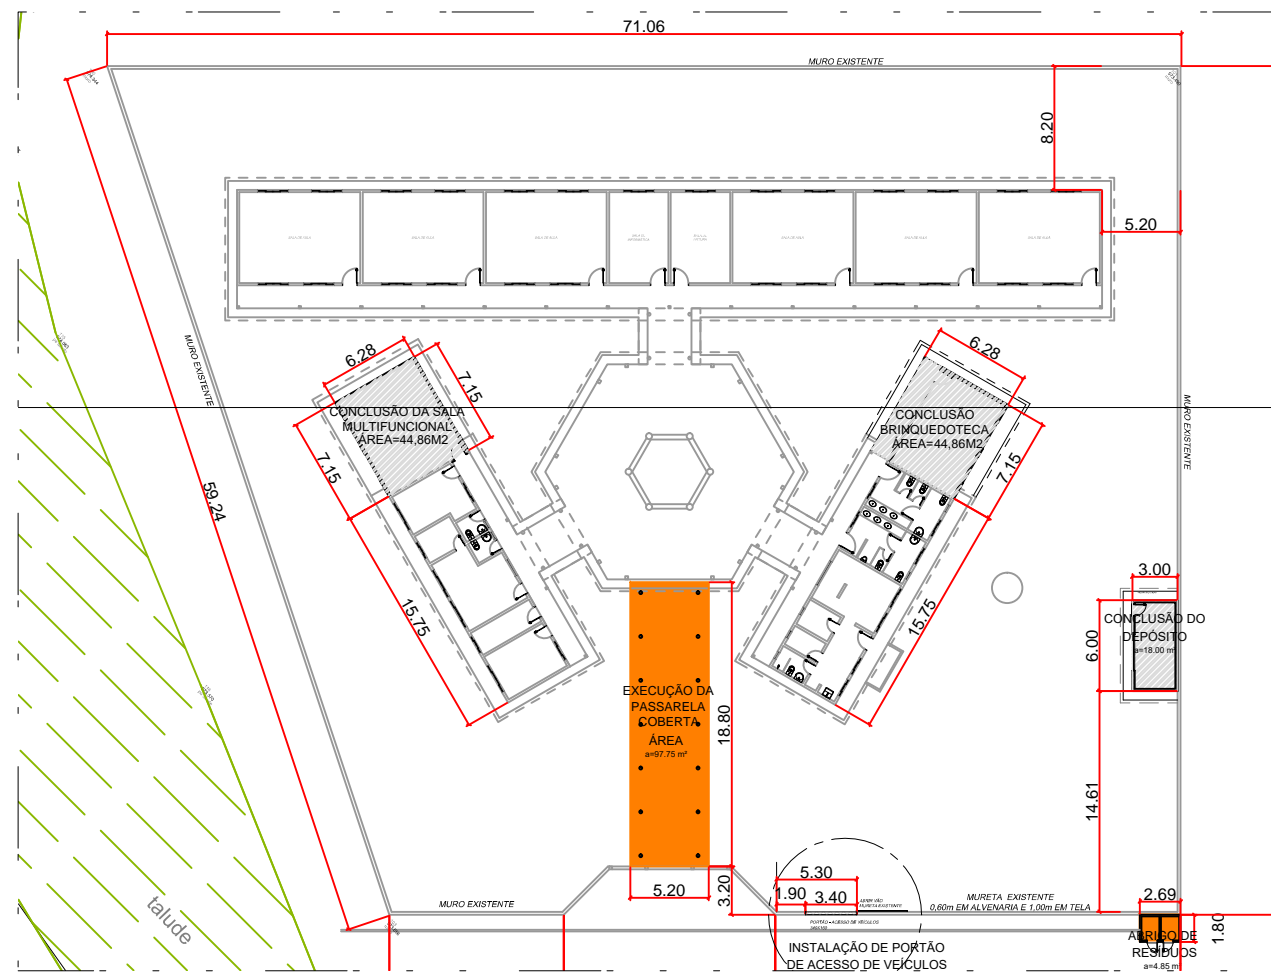 71.06
MURO EXISTENTE
8.20
5.20
MURO EXISTENTE
59.24
6.28
7.15
CONCLUSÃO DA SALA
MULTIFUNCIONAL
ÁREA=44,86M2
7.15
15.75
6.28
CONCLUSÃO
BRINQUEDOTECA
ÁREA=44,86M2
7.15
15.75
MURO EXISTENTE
3.00
CONCLUSÃO DO
DEPÓSITO
a=18.00 m²
6.00
14.61
EXECUÇÃO DA
PASSARELA
COBERTA
ÁREA
a=97.75 m²
18.80
5.20
3.20
5.30
1.90
3.40
MURO EXISTENTE
MURETA EXISTENTE
0,60m EM ALVENARIA E 1,00m EM TELA
2.69
1.80
ABRIGO DE
RESÍDUOS
a=4.85 m²
PORTÃO - ACESSO DE VEÍCULOS
INSTALAÇÃO DE PORTÃO
DE ACESSO DE VEÍCULOS
talude